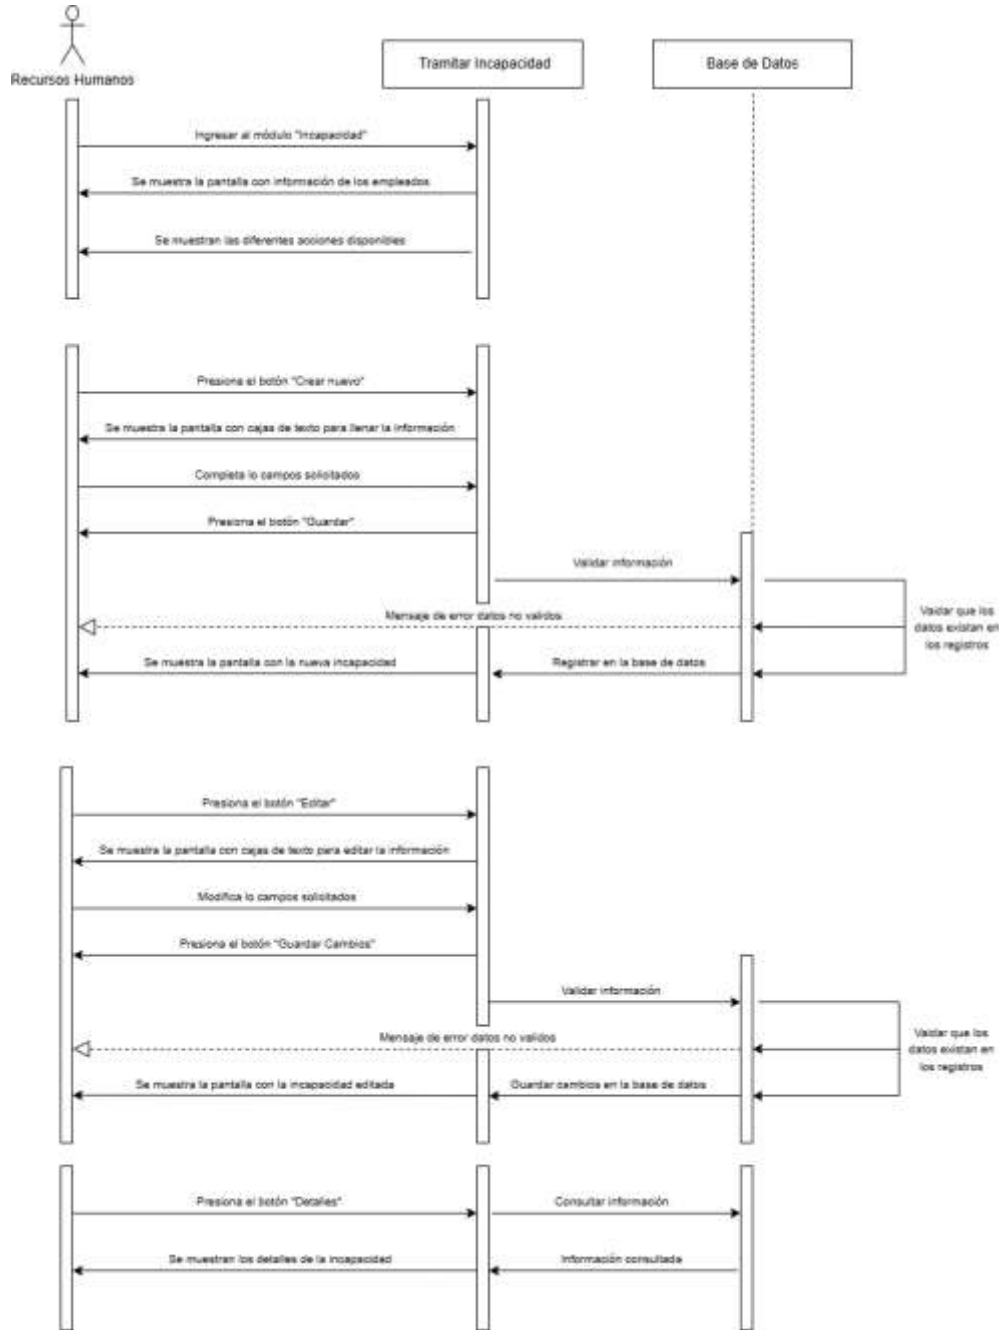 Recursos Humanos
Tramitar Incapacidad
Base de Datos
Ingresar al módulo "Incapacidad"
Se muestra la pantalla con información de los empleados
Se muestran las diferentes acciones disponibles
Presiona el botón "Crear nuevo"
Se muestra la pantalla con cajas de texto para llenar la información
Completa lo campos solicitados
Presiona el botón "Guardar"
Validar información
Mensaje de error datos no validos
Validar que los
datos existan en
los registros
Se muestra la pantalla con la nueva incapacidad
Registrar en la base de datos
Presiona el botón "Editar"
Se muestra la pantalla con cajas de texto para editar la información
Modifica lo campos solicitados
Presiona el botón "Guardar Cambios"
Validar información
Mensaje de error datos no validos
Validar que los
datos existan en
los registros
Se muestra la pantalla con la incapacidad editada
Guardar cambios en la base de datos
Presiona el botón "Detalles"
Consultar información
Se muestran los detalles de la incapacidad
Información consultada